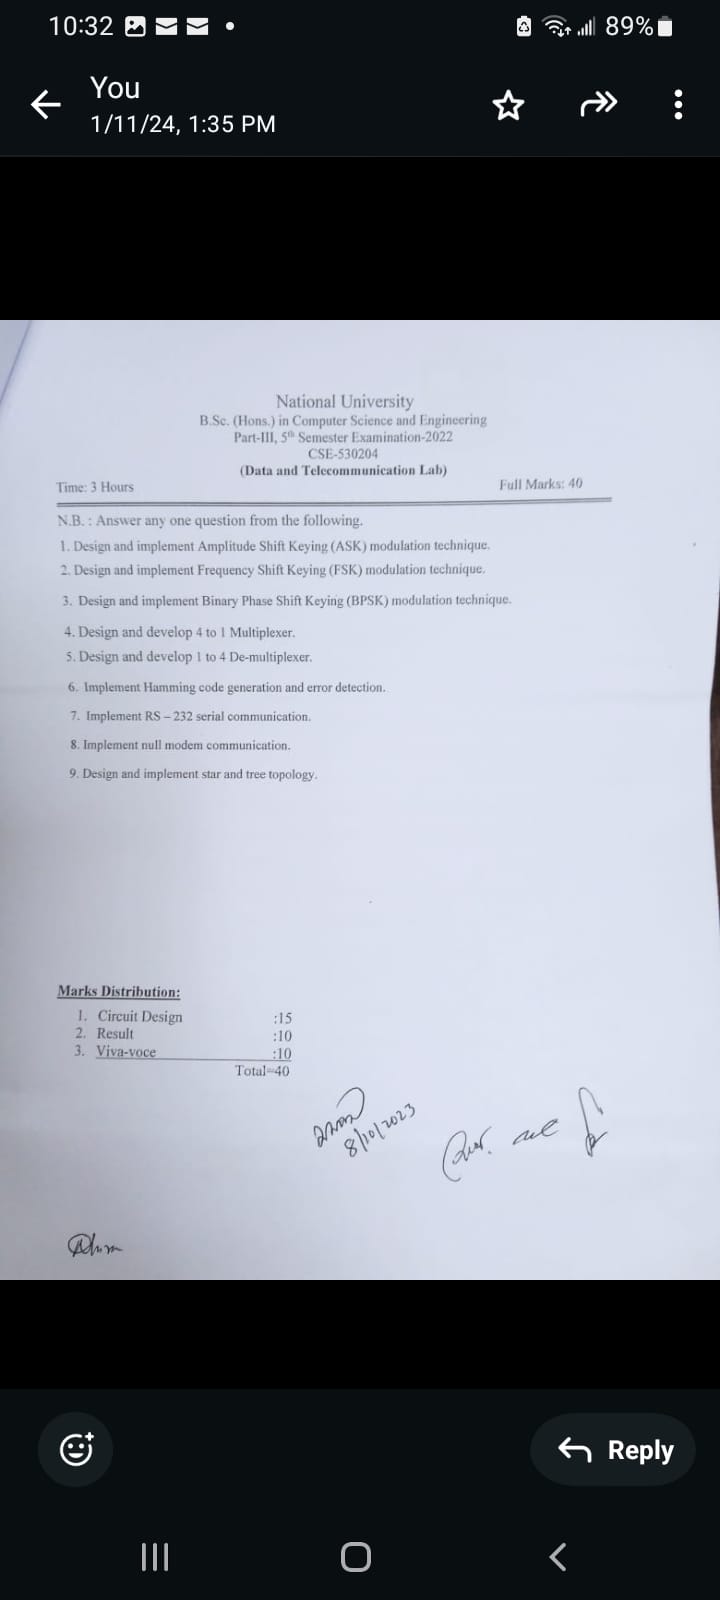 10:32
89%
You
1/11/24, 1:35 PM
National University
B.Sc. (Hons.) in Computer Science and Engineering
Part-III, 5th Semester Examination-2022
CSE-530204
(Data and Telecommunication Lab)
Time: 3 Hours Full Marks: 40
N.B. : Answer any one question from the following.
1. Design and implement Amplitude Shift Keying (ASK) modulation technique.
2. Design and implement Frequency Shift Keying (FSK) modulation technique.
3. Design and implement Binary Phase Shift Keying (BPSK) modulation technique.
4. Design and develop 4 to 1 Multiplexer.
5. Design and develop 1 to 4 De-multiplexer.
6. Implement Hamming code generation and error detection.
7. Implement RS – 232 serial communication.
8. Implement null modem communication.
9. Design and implement star and tree topology.
Marks Distribution:
1. Circuit Design :15
2. Result :10
3. Viva-voce :10
Total=40
8/10/2023
Reply